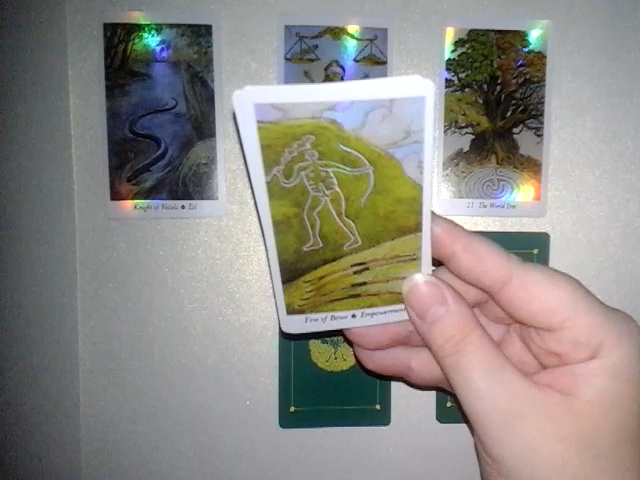 Knight of Vessels ♠ Eel
21 The World Tree
Five of Bows ♠ Empowerment